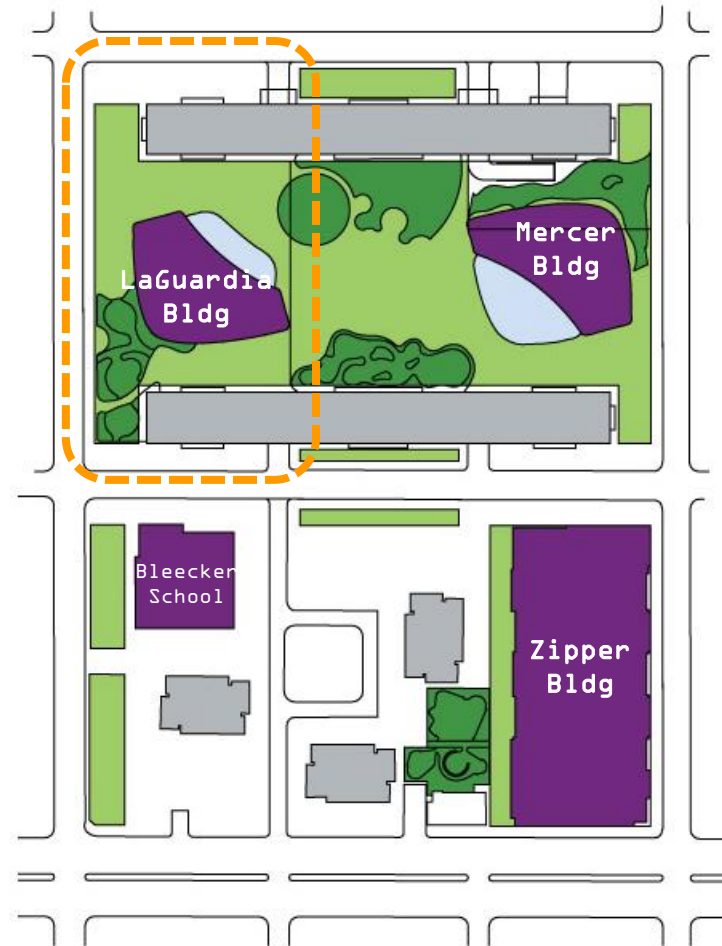 LaGuardia
Bldg
Mercer
Bldg
Bleecker
School
Zipper
Bldg